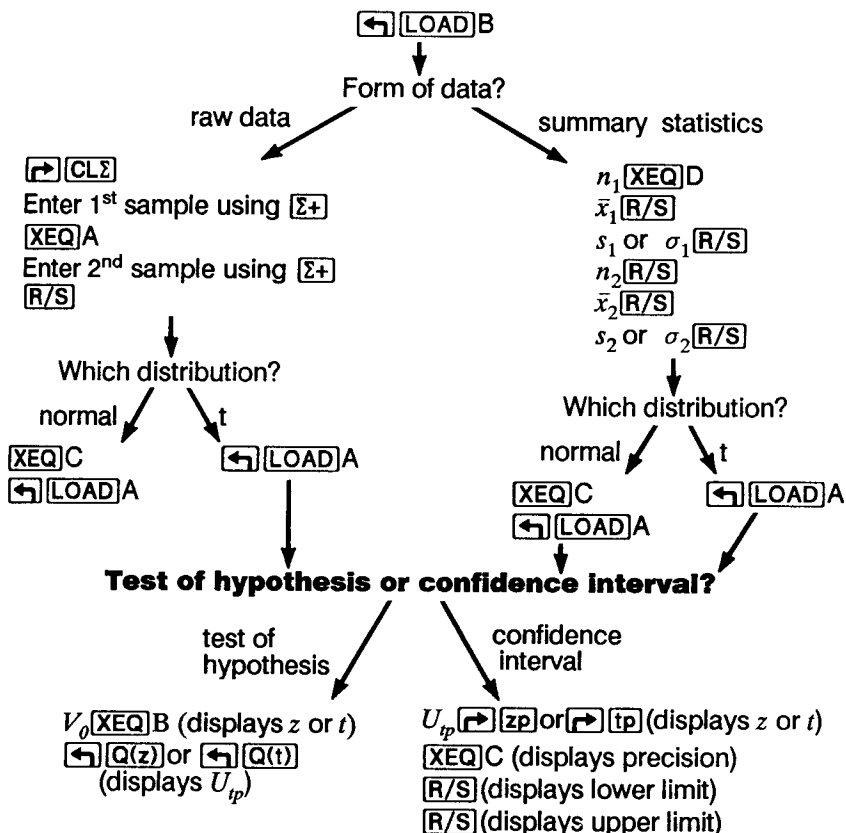 ↰ LOAD B
Form of data?
raw data
summary statistics
↱ CLΣ
Enter 1st sample using Σ+
XEQ A
Enter 2nd sample using Σ+
R/S
Which distribution?
normal
t
XEQ C
↰ LOAD A
↰ LOAD A
n₁ XEQ D
x̄₁ R/S
s₁ or σ₁ R/S
n₂ R/S
x̄₂ R/S
s₂ or σ₂ R/S
Which distribution?
normal
t
XEQ C
↰ LOAD A
↰ LOAD A
Test of hypothesis or confidence interval?
test of
hypothesis
V₀ XEQ B (displays z or t)
↰ Q(z) or ↰ Q(t)
(displays Utp)
confidence
interval
Utp ↱ zp or ↱ tp (displays z or t)
XEQ C (displays precision)
R/S (displays lower limit)
R/S (displays upper limit)